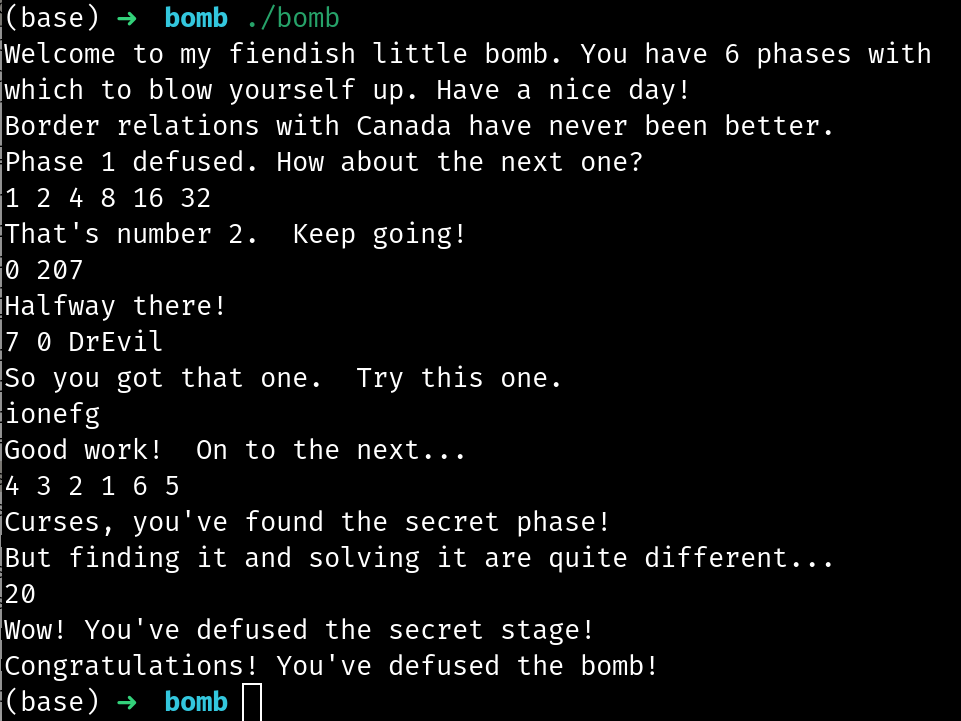 (base) ➜  bomb ./bomb
Welcome to my fiendish little bomb. You have 6 phases with
which to blow yourself up. Have a nice day!
Border relations with Canada have never been better.
Phase 1 defused. How about the next one?
1 2 4 8 16 32
That's number 2.  Keep going!
0 207
Halfway there!
7 0 DrEvil
So you got that one.  Try this one.
ionefg
Good work!  On to the next...
4 3 2 1 6 5
Curses, you've found the secret phase!
But finding it and solving it are quite different...
20
Wow! You've defused the secret stage!
Congratulations! You've defused the bomb!
(base) ➜  bomb